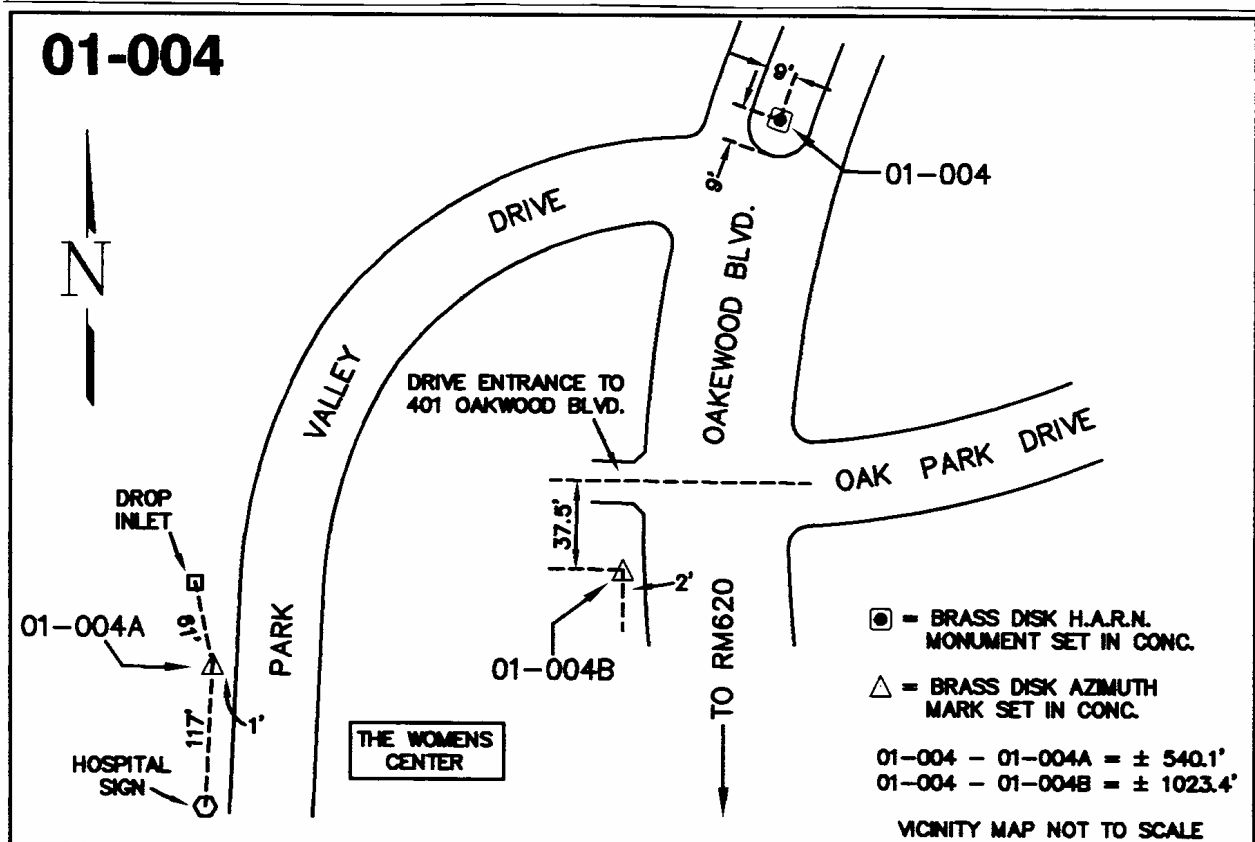 01-004
N
8'
9'
01-004
DRIVE
OAKEWOOD BLVD.
VALLEY
DRIVE ENTRANCE TO
401 OAKWOOD BLVD.
OAK PARK DRIVE
DROP
INLET
37.5'
2'
01-004A
61'
01-004B
PARK
117'
1'
HOSPITAL
SIGN
THE WOMENS
CENTER
TO RM620
= BRASS DISK H.A.R.N.
MONUMENT SET IN CONC.
= BRASS DISK AZIMUTH
MARK SET IN CONC.
01-004 - 01-004A = ± 540.1'
01-004 - 01-004B = ± 1023.4'
VICINITY MAP NOT TO SCALE